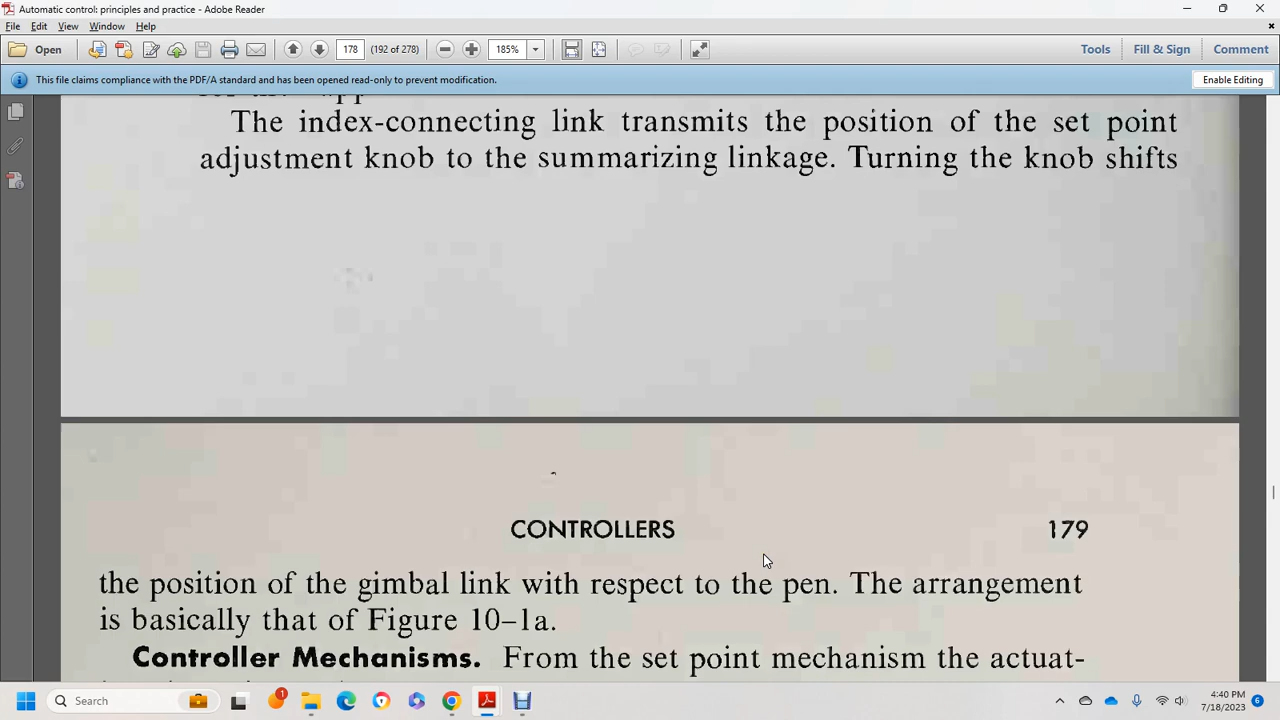 Automatic control: principles and practice - Adobe Reader
File Edit View Window Help
Open 178 (192 of 278) 185% Tools Fill & Sign Comment
This file claims compliance with the PDF/A standard and has been opened read-only to prevent modification. Enable Editing
The index-connecting link transmits the position of the set point
adjustment knob to the summarizing linkage. Turning the knob shifts
CONTROLLERS 179
the position of the gimbal link with respect to the pen. The arrangement
is basically that of Figure 10–1a.
Controller Mechanisms. From the set point mechanism the actuat-
Search 1 4:40 PM
7/18/2023 6